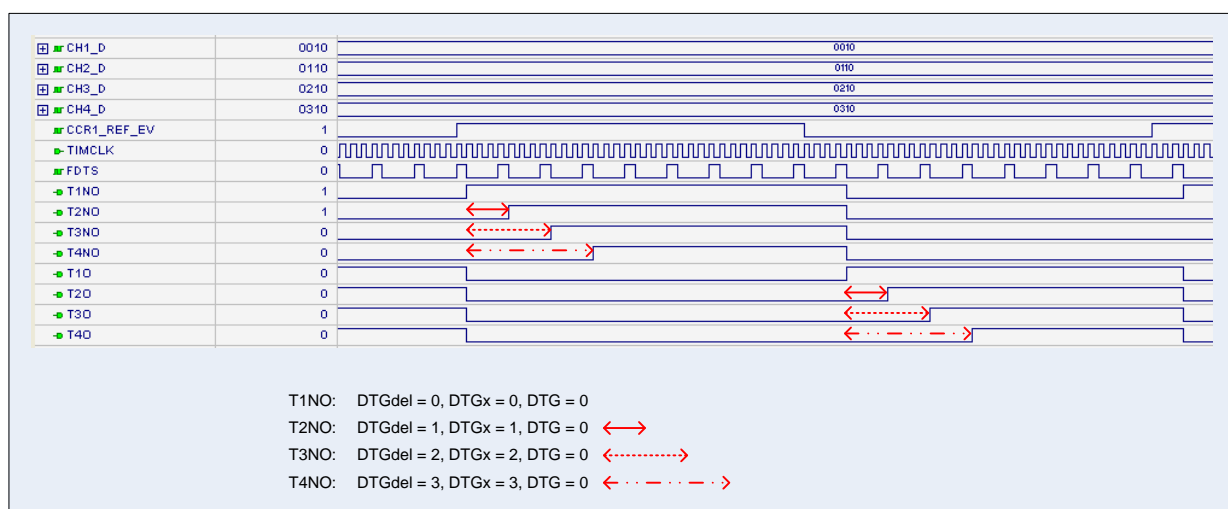 CH1_D 0010 0010
CH2_D 0110 0110
CH3_D 0210 0210
CH4_D 0310 0310
CCR1_REF_EV 1
TIMCLK 0
FDTS 0
T1NO 1
T2NO 1
T3NO 0
T4NO 0
T1O 0
T2O 0
T3O 0
T4O 0
T1NO: DTGdel = 0, DTGx = 0, DTG = 0
T2NO: DTGdel = 1, DTGx = 1, DTG = 0
T3NO: DTGdel = 2, DTGx = 2, DTG = 0
T4NO: DTGdel = 3, DTGx = 3, DTG = 0